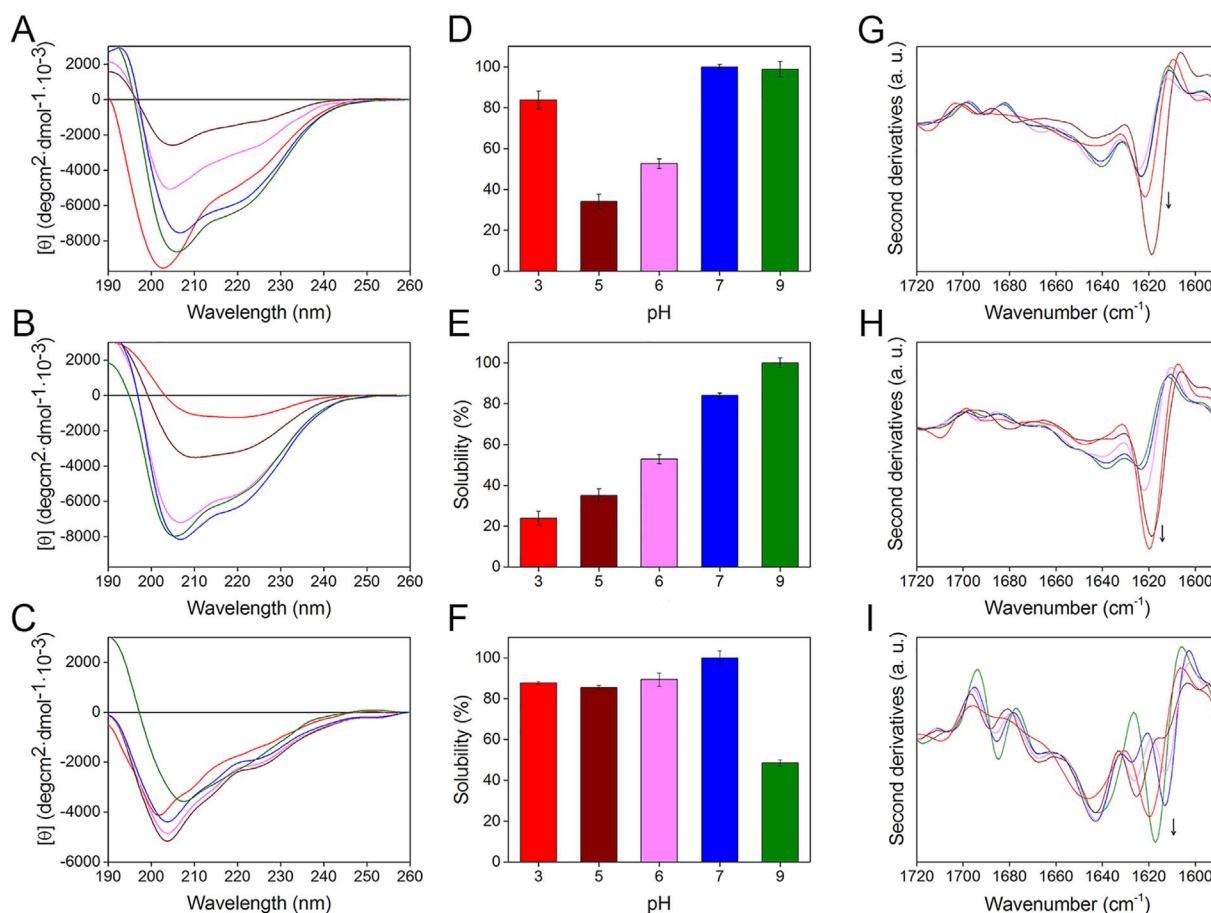 A
[θ] (degcm²·dmol⁻¹·10⁻³)
2000
0
-2000
-4000
-6000
-8000
190 200 210 220 230 240 250 260
Wavelength (nm)
D
100
80
60
40
20
0
3 5 6 7 9
pH
G
Second derivatives (a. u.)
1720 1700 1680 1660 1640 1620 1600
Wavenumber (cm⁻¹)
B
[θ] (degcm²·dmol⁻¹·10⁻³)
2000
0
-2000
-4000
-6000
-8000
190 200 210 220 230 240 250 260
Wavelength (nm)
E
Solubility (%)
100
80
60
40
20
0
3 5 6 7 9
H
Second derivatives (a. u.)
1720 1700 1680 1660 1640 1620 1600
Wavenumber (cm⁻¹)
C
[θ] (degcm²·dmol⁻¹·10⁻³)
2000
0
-2000
-4000
-6000
190 200 210 220 230 240 250 260
Wavelength (nm)
F
Solubility (%)
100
80
60
40
20
0
3 5 6 7 9
pH
I
Second derivatives (a. u.)
1720 1700 1680 1660 1640 1620 1600
Wavenumber (cm⁻¹)